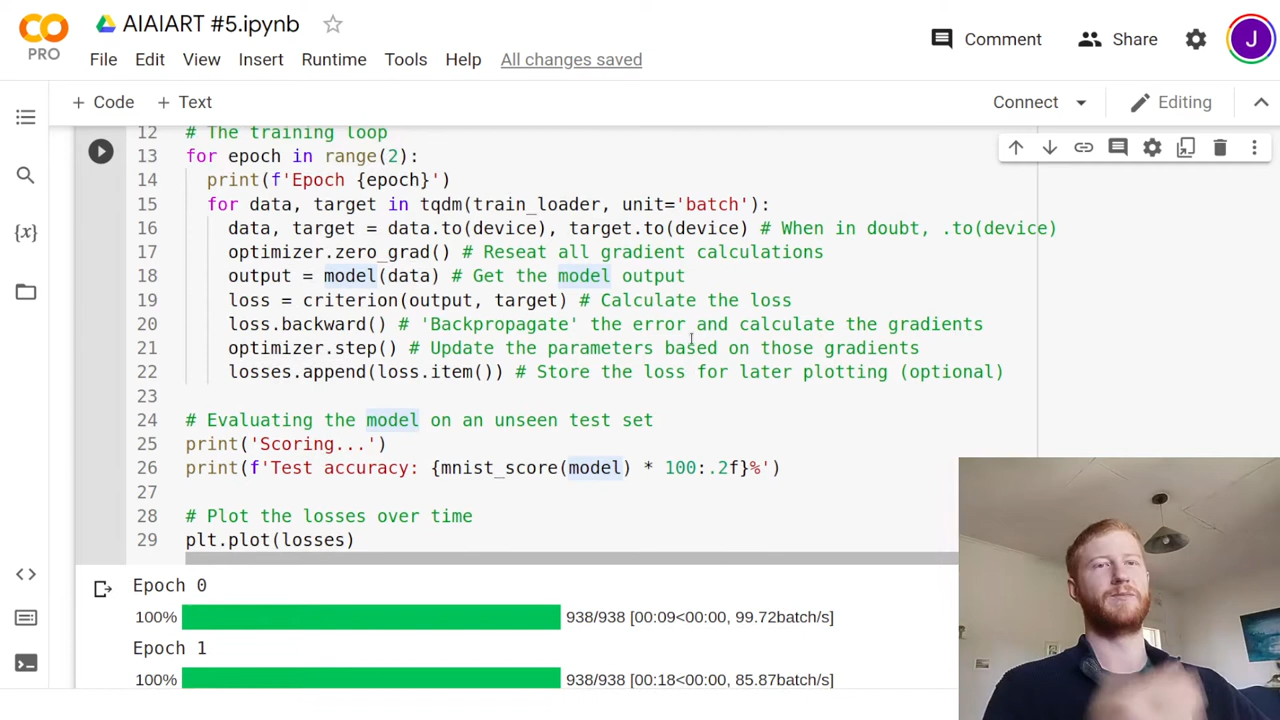 AIAIART #5.ipynb
PRO
File Edit View Insert Runtime Tools Help All changes saved
Comment Share J
+ Code + Text
Connect Editing
12 # The training loop
13 for epoch in range(2):
14 print(f'Epoch {epoch}')
15 for data, target in tqdm(train_loader, unit='batch'):
16 data, target = data.to(device), target.to(device) # When in doubt, .to(device)
17 optimizer.zero_grad() # Reseat all gradient calculations
18 output = model(data) # Get the model output
19 loss = criterion(output, target) # Calculate the loss
20 loss.backward() # 'Backpropagate' the error and calculate the gradients
21 optimizer.step() # Update the parameters based on those gradients
22 losses.append(loss.item()) # Store the loss for later plotting (optional)
23
24 # Evaluating the model on an unseen test set
25 print('Scoring...')
26 print(f'Test accuracy: {mnist_score(model) * 100:.2f}%')
27
28 # Plot the losses over time
29 plt.plot(losses)
Epoch 0
100% 938/938 [00:09<00:00, 99.72batch/s]
Epoch 1
100% 938/938 [00:18<00:00, 85.87batch/s]
{x}